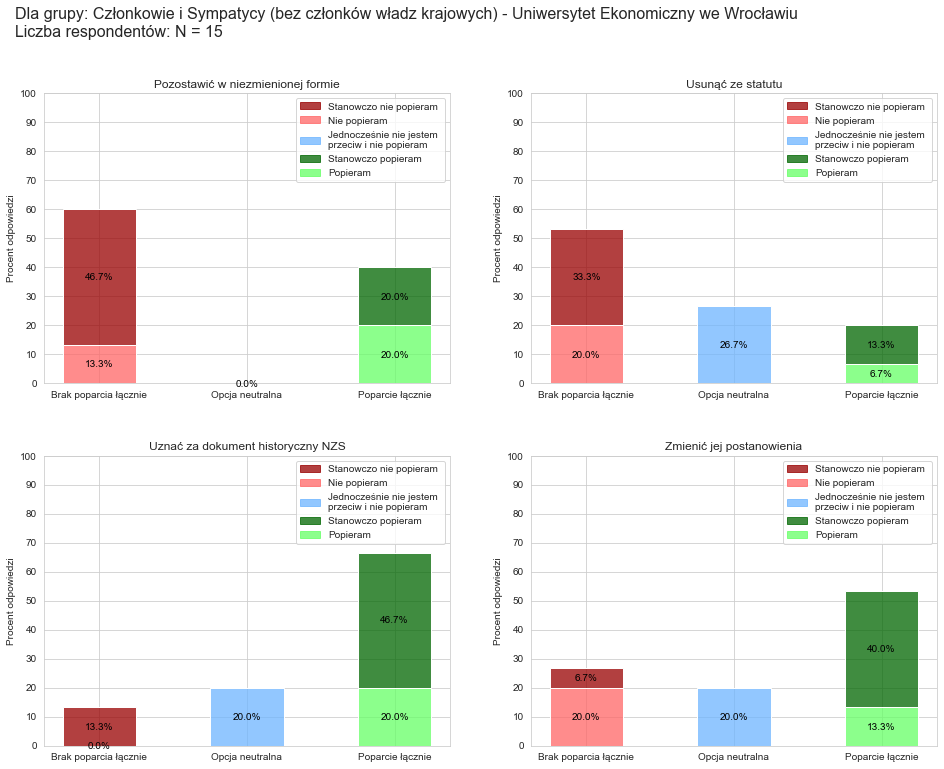 Dla grupy: Członkowie i Sympatycy (bez członków władz krajowych) - Uniwersytet Ekonomiczny we Wrocławiu
Liczba respondentów: N = 15
Pozostawić w niezmienionej formie
100
90
80
70
60
50
40
30
20
10
0
Procent odpowiedzi
Stanowczo nie popieram
Nie popieram
Jednocześnie nie jestem
przeciw i nie popieram
Stanowczo popieram
Popieram
46.7%
13.3%
0.0%
20.0%
20.0%
Brak poparcia łącznie
Opcja neutralna
Poparcie łącznie
Usunąć ze statutu
100
90
80
70
60
50
40
30
20
10
0
Procent odpowiedzi
Stanowczo nie popieram
Nie popieram
Jednocześnie nie jestem
przeciw i nie popieram
Stanowczo popieram
Popieram
33.3%
20.0%
26.7%
13.3%
6.7%
Brak poparcia łącznie
Opcja neutralna
Poparcie łącznie
Uznać za dokument historyczny NZS
100
90
80
70
60
50
40
30
20
10
0
Procent odpowiedzi
Stanowczo nie popieram
Nie popieram
Jednocześnie nie jestem
przeciw i nie popieram
Stanowczo popieram
Popieram
13.3%
0.0%
20.0%
46.7%
20.0%
Brak poparcia łącznie
Opcja neutralna
Poparcie łącznie
Zmienić jej postanowienia
100
90
80
70
60
50
40
30
20
10
0
Procent odpowiedzi
Stanowczo nie popieram
Nie popieram
Jednocześnie nie jestem
przeciw i nie popieram
Stanowczo popieram
Popieram
6.7%
20.0%
20.0%
40.0%
13.3%
Brak poparcia łącznie
Opcja neutralna
Poparcie łącznie